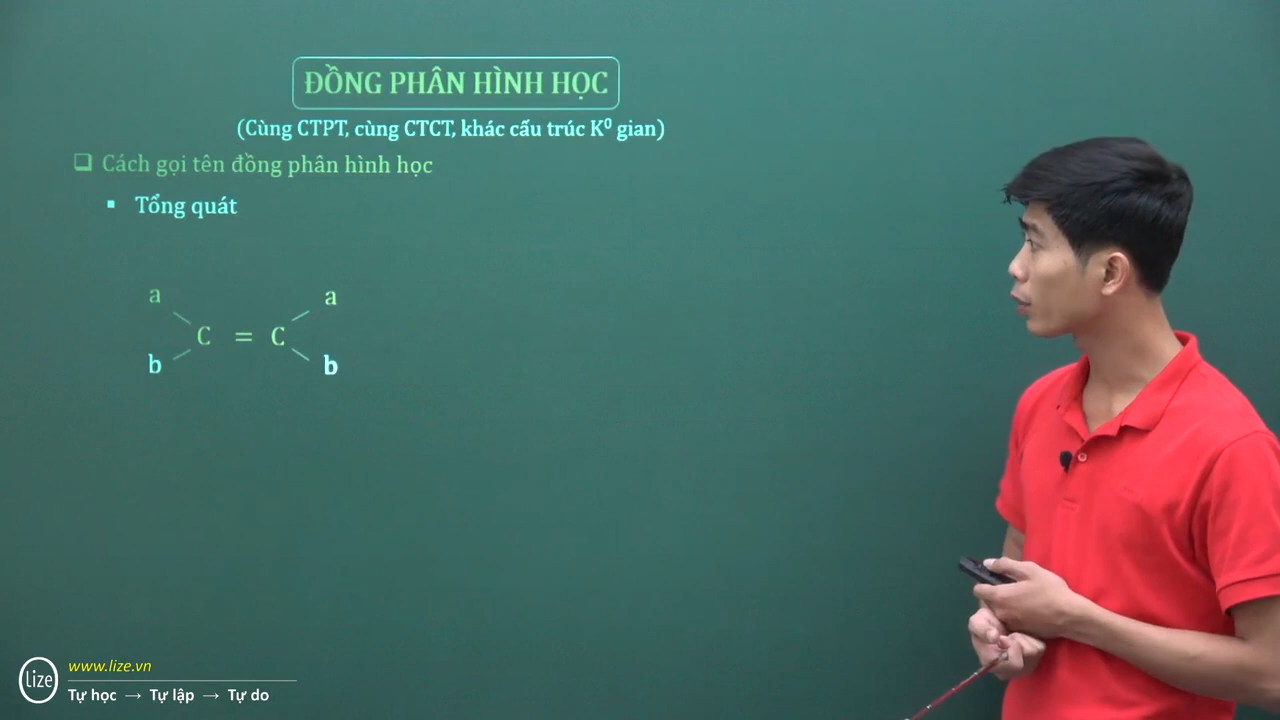 ĐỒNG PHÂN HÌNH HỌC
(Cùng CTPT, cùng CTCT, khác cấu trúc K⁰ gian)
❑ Cách gọi tên đồng phân hình học
▪ Tổng quát
a a
C = C
b b
lize
www.lize.vn
Tự học → Tự lập → Tự do